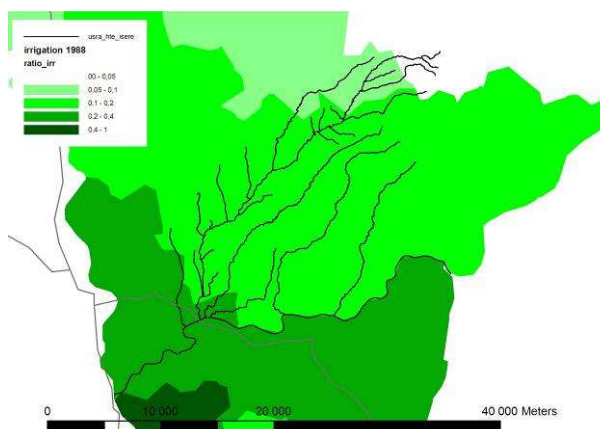 usra_hte_isere
irrigation 1988
ratio_irr
00 - 0,05
0,05 - 0,1
0,1 - 0,2
0,2 - 0,4
0,4 - 1
0 10 000 20 000 40 000 Meters